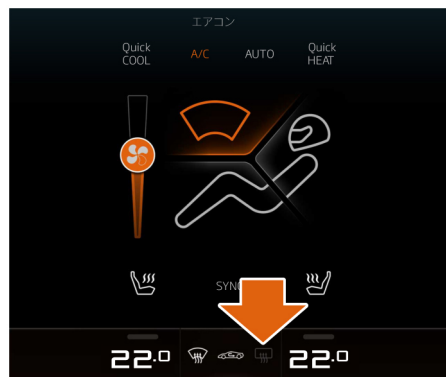 エアコン
Quick
COOL
A/C
AUTO
Quick
HEAT
SYNC
22.0
22.0